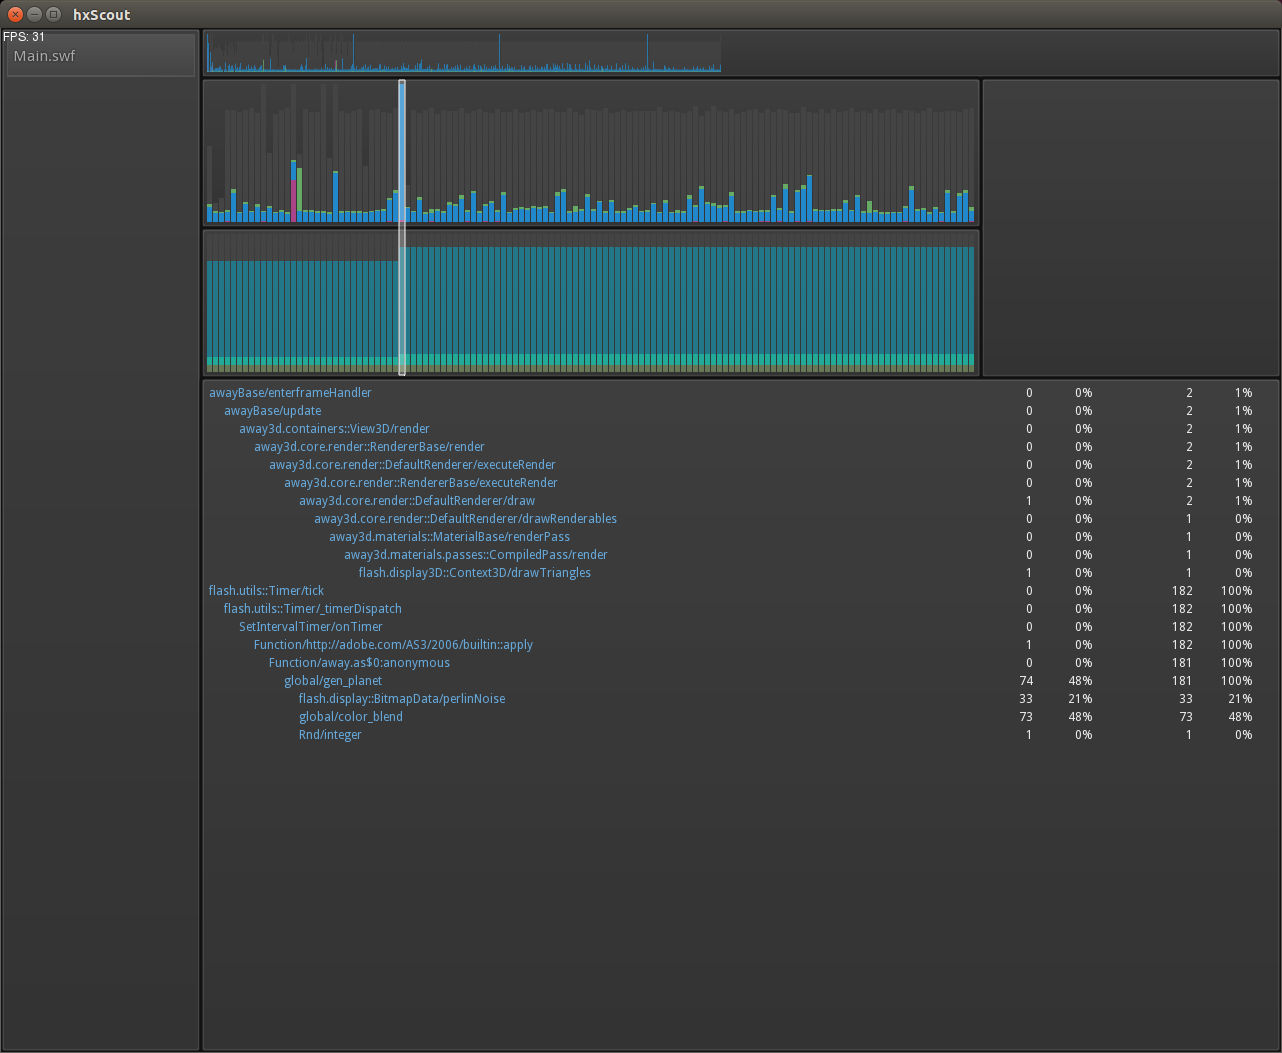 hxScout
FPS: 31
Main.swf
awayBase/enterframeHandler 0 0% 2 1%
awayBase/update 0 0% 2 1%
away3d.containers::View3D/render 0 0% 2 1%
away3d.core.render::RendererBase/render 0 0% 2 1%
away3d.core.render::DefaultRenderer/executeRender 0 0% 2 1%
away3d.core.render::RendererBase/executeRender 0 0% 2 1%
away3d.core.render::DefaultRenderer/draw 1 0% 2 1%
away3d.core.render::DefaultRenderer/drawRenderables 0 0% 1 0%
away3d.materials::MaterialBase/renderPass 0 0% 1 0%
away3d.materials.passes::CompiledPass/render 0 0% 1 0%
flash.display3D::Context3D/drawTriangles 1 0% 1 0%
flash.utils::Timer/tick 0 0% 182 100%
flash.utils::Timer/_timerDispatch 0 0% 182 100%
SetIntervalTimer/onTimer 0 0% 182 100%
Function/http://adobe.com/AS3/2006/builtin::apply 1 0% 182 100%
Function/away.as$0:anonymous 0 0% 181 100%
global/gen_planet 74 48% 181 100%
flash.display::BitmapData/perlinNoise 33 21% 33 21%
global/color_blend 73 48% 73 48%
Rnd/integer 1 0% 1 0%